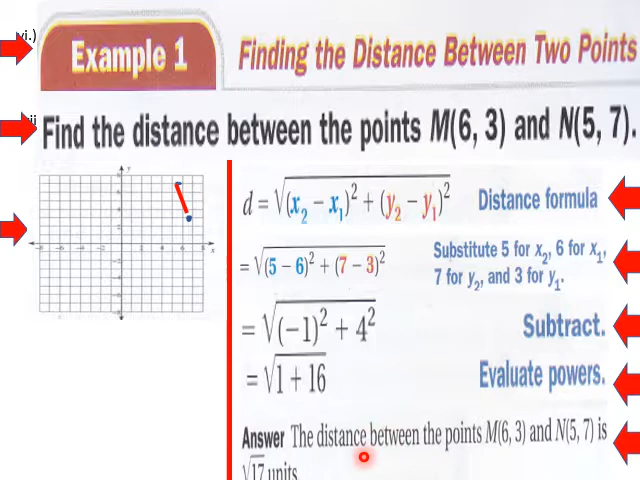 vi.)
Example 1
Finding the Distance Between Two Points
Find the distance between the points M(6, 3) and N(5, 7).
d = √(x₂ − x₁)² + (y₂ − y₁)²
Distance formula
= √(5 − 6)² + (7 − 3)²
Substitute 5 for x₂, 6 for x₁,
7 for y₂, and 3 for y₁.
= √(−1)² + 4²
Subtract.
= √1 + 16
Evaluate powers.
Answer The distance between the points M(6, 3) and N(5, 7) is
√17 units